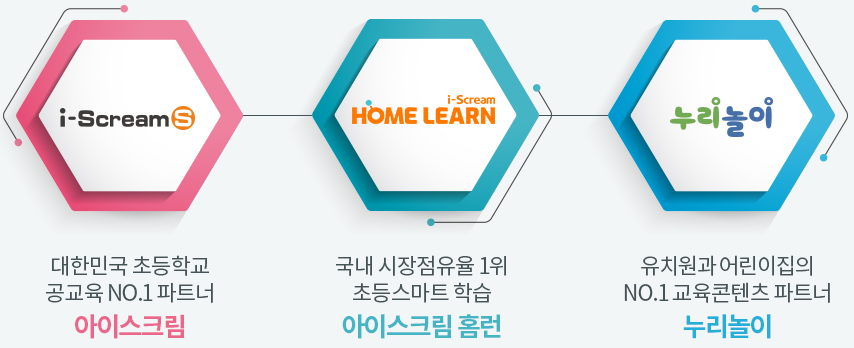 i-Scream S
대한민국 초등학교
공교육 NO.1 파트너
아이스크림
i-Scream
HOME LEARN
국내 시장점유율 1위
초등스마트 학습
아이스크림 홈런
누리놀이
유치원과 어린이집의
NO.1 교육콘텐츠 파트너
누리놀이